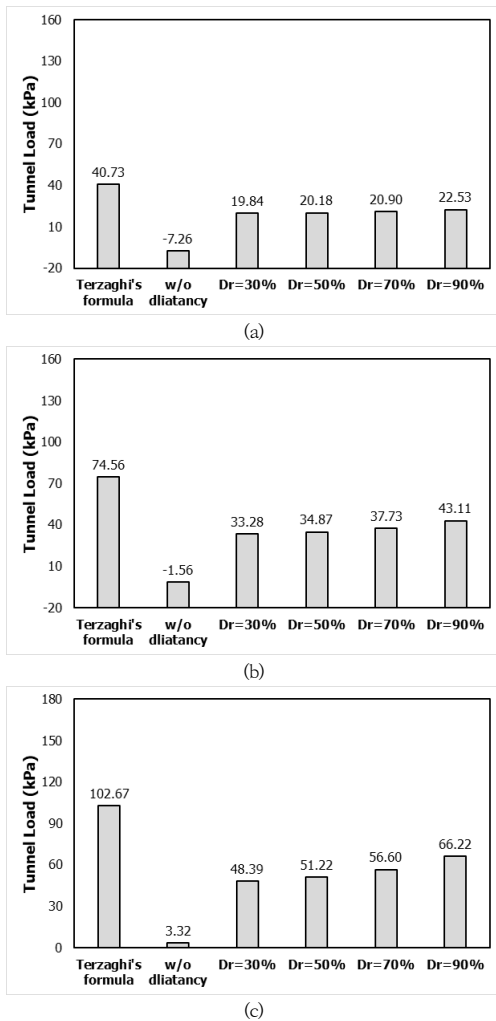 160
130
100
70
40
10
-20
Tunnel Load (kPa)
40.73
-7.26
19.84
20.18
20.90
22.53
Terzaghi's
formula
w/o
dliatancy
Dr=30%
Dr=50%
Dr=70%
Dr=90%
(a)
160
130
100
70
40
10
-20
Tunnel Load (kPa)
74.56
-1.56
33.28
34.87
37.73
43.11
Terzaghi's
formula
w/o
dliatancy
Dr=30%
Dr=50%
Dr=70%
Dr=90%
(b)
180
150
120
90
60
30
0
Tunnel Load (kPa)
102.67
3.32
48.39
51.22
56.60
66.22
Terzaghi's
formula
w/o
dliatancy
Dr=30%
Dr=50%
Dr=70%
Dr=90%
(c)